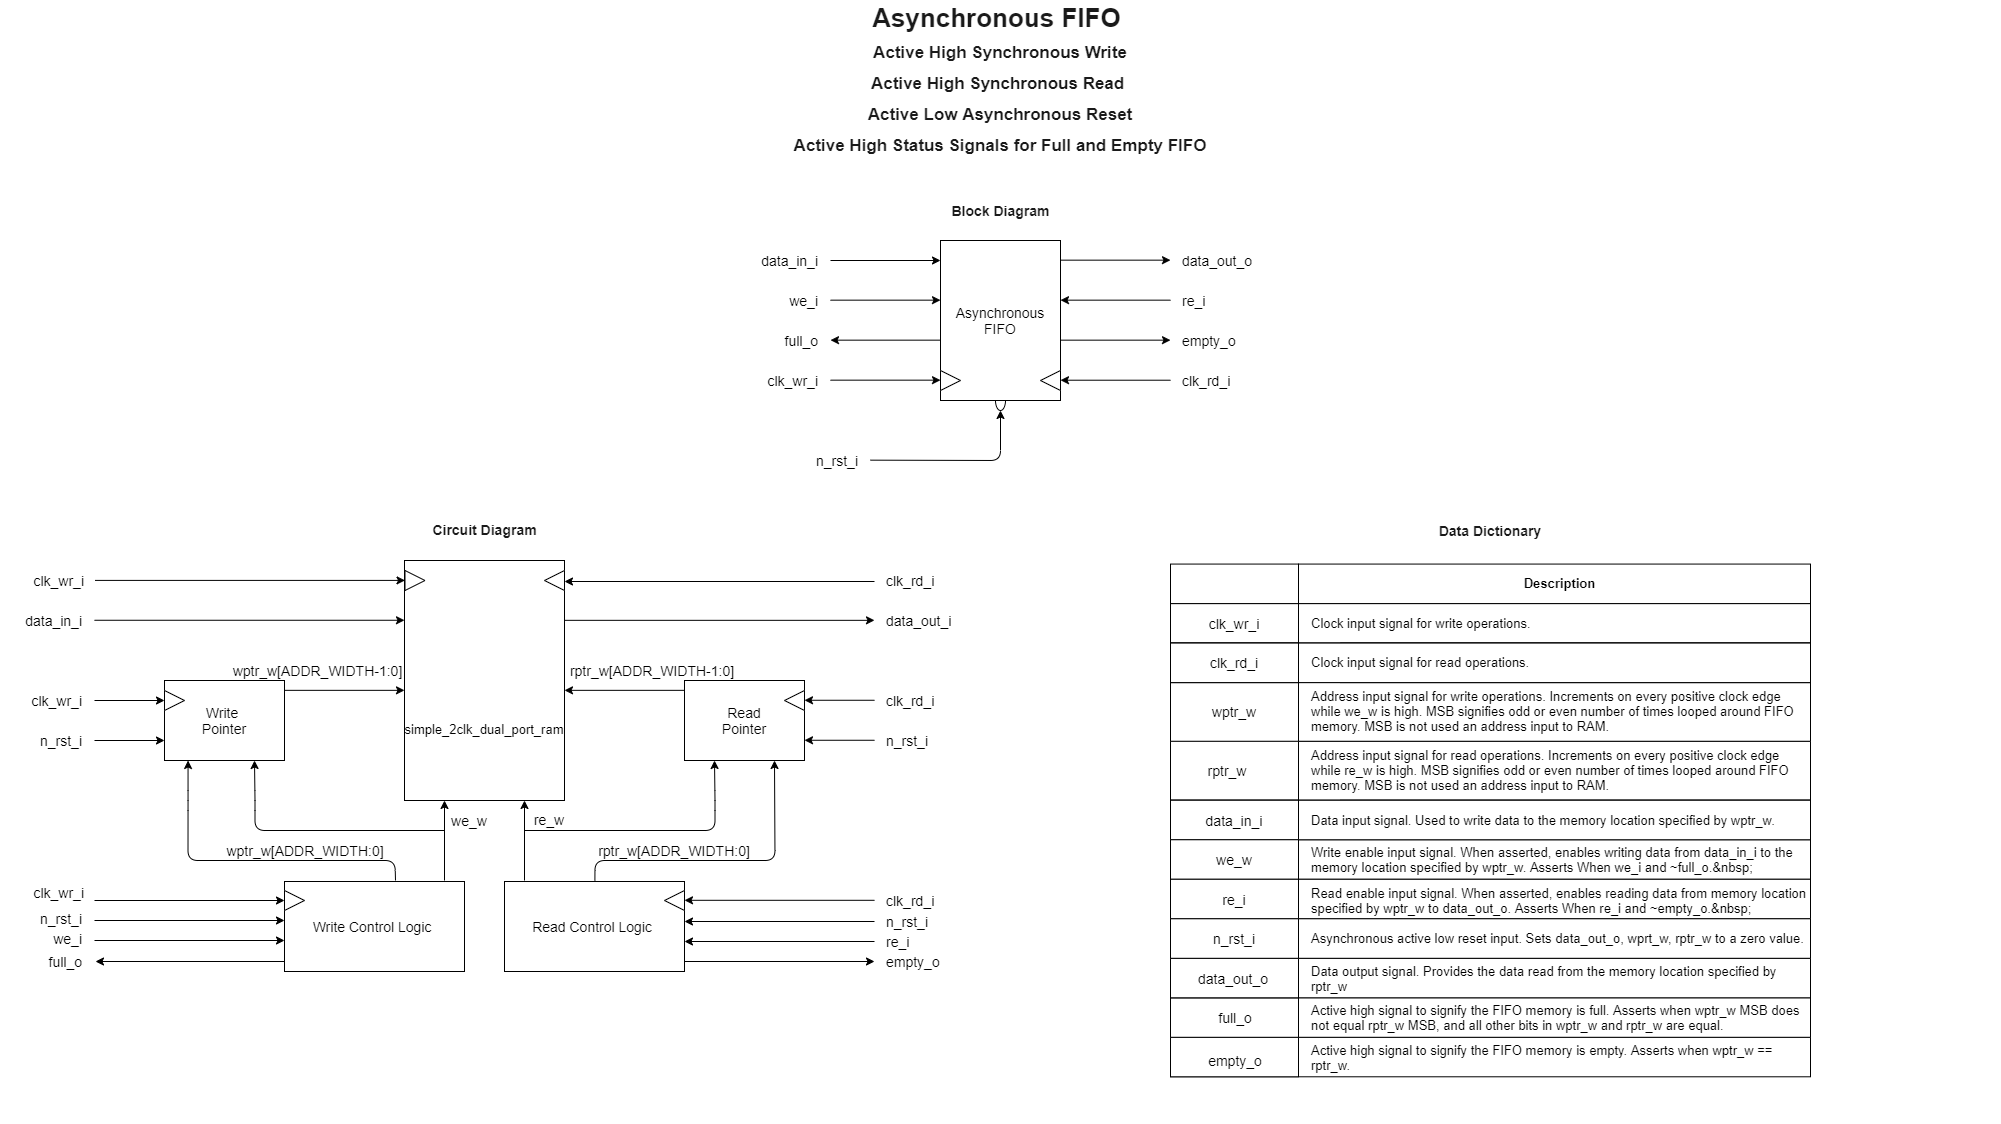 Asynchronous FIFO
Active High Synchronous Write
Active High Synchronous Read
Active Low Asynchronous Reset
Active High Status Signals for Full and Empty FIFO
Block Diagram
data_in_i
we_i
full_o
clk_wr_i
n_rst_i
Asynchronous
FIFO
data_out_o
re_i
empty_o
clk_rd_i
Circuit Diagram
clk_wr_i
data_in_i
clk_rd_i
data_out_i
wptr_w[ADDR_WIDTH-1:0]
rptr_w[ADDR_WIDTH-1:0]
clk_wr_i
n_rst_i
Write
Pointer
simple_2clk_dual_port_ram
Read
Pointer
clk_rd_i
n_rst_i
we_w
re_w
wptr_w[ADDR_WIDTH:0]
rptr_w[ADDR_WIDTH:0]
clk_wr_i
n_rst_i
we_i
full_o
Write Control Logic
Read Control Logic
clk_rd_i
n_rst_i
re_i
empty_o
Data Dictionary
Description
clk_wr_i
Clock input signal for write operations.
clk_rd_i
Clock input signal for read operations.
wptr_w
Address input signal for write operations. Increments on every positive clock edge
while we_w is high. MSB signifies odd or even number of times looped around FIFO
memory. MSB is not used an address input to RAM.
rptr_w
Address input signal for read operations. Increments on every positive clock edge
while re_w is high. MSB signifies odd or even number of times looped around FIFO
memory. MSB is not used an address input to RAM.
data_in_i
Data input signal. Used to write data to the memory location specified by wptr_w.
we_w
Write enable input signal. When asserted, enables writing data from data_in_i to the
memory location specified by wptr_w. Asserts When we_i and ~full_o.&nbsp;
re_i
Read enable input signal. When asserted, enables reading data from memory location
specified by wptr_w to data_out_o. Asserts When re_i and ~empty_o.&nbsp;
n_rst_i
Asynchronous active low reset input. Sets data_out_o, wprt_w, rptr_w to a zero value.
data_out_o
Data output signal. Provides the data read from the memory location specified by
rptr_w
full_o
Active high signal to signify the FIFO memory is full. Asserts when wptr_w MSB does
not equal rptr_w MSB, and all other bits in wptr_w and rptr_w are equal.
empty_o
Active high signal to signify the FIFO memory is empty. Asserts when wptr_w ==
rptr_w.